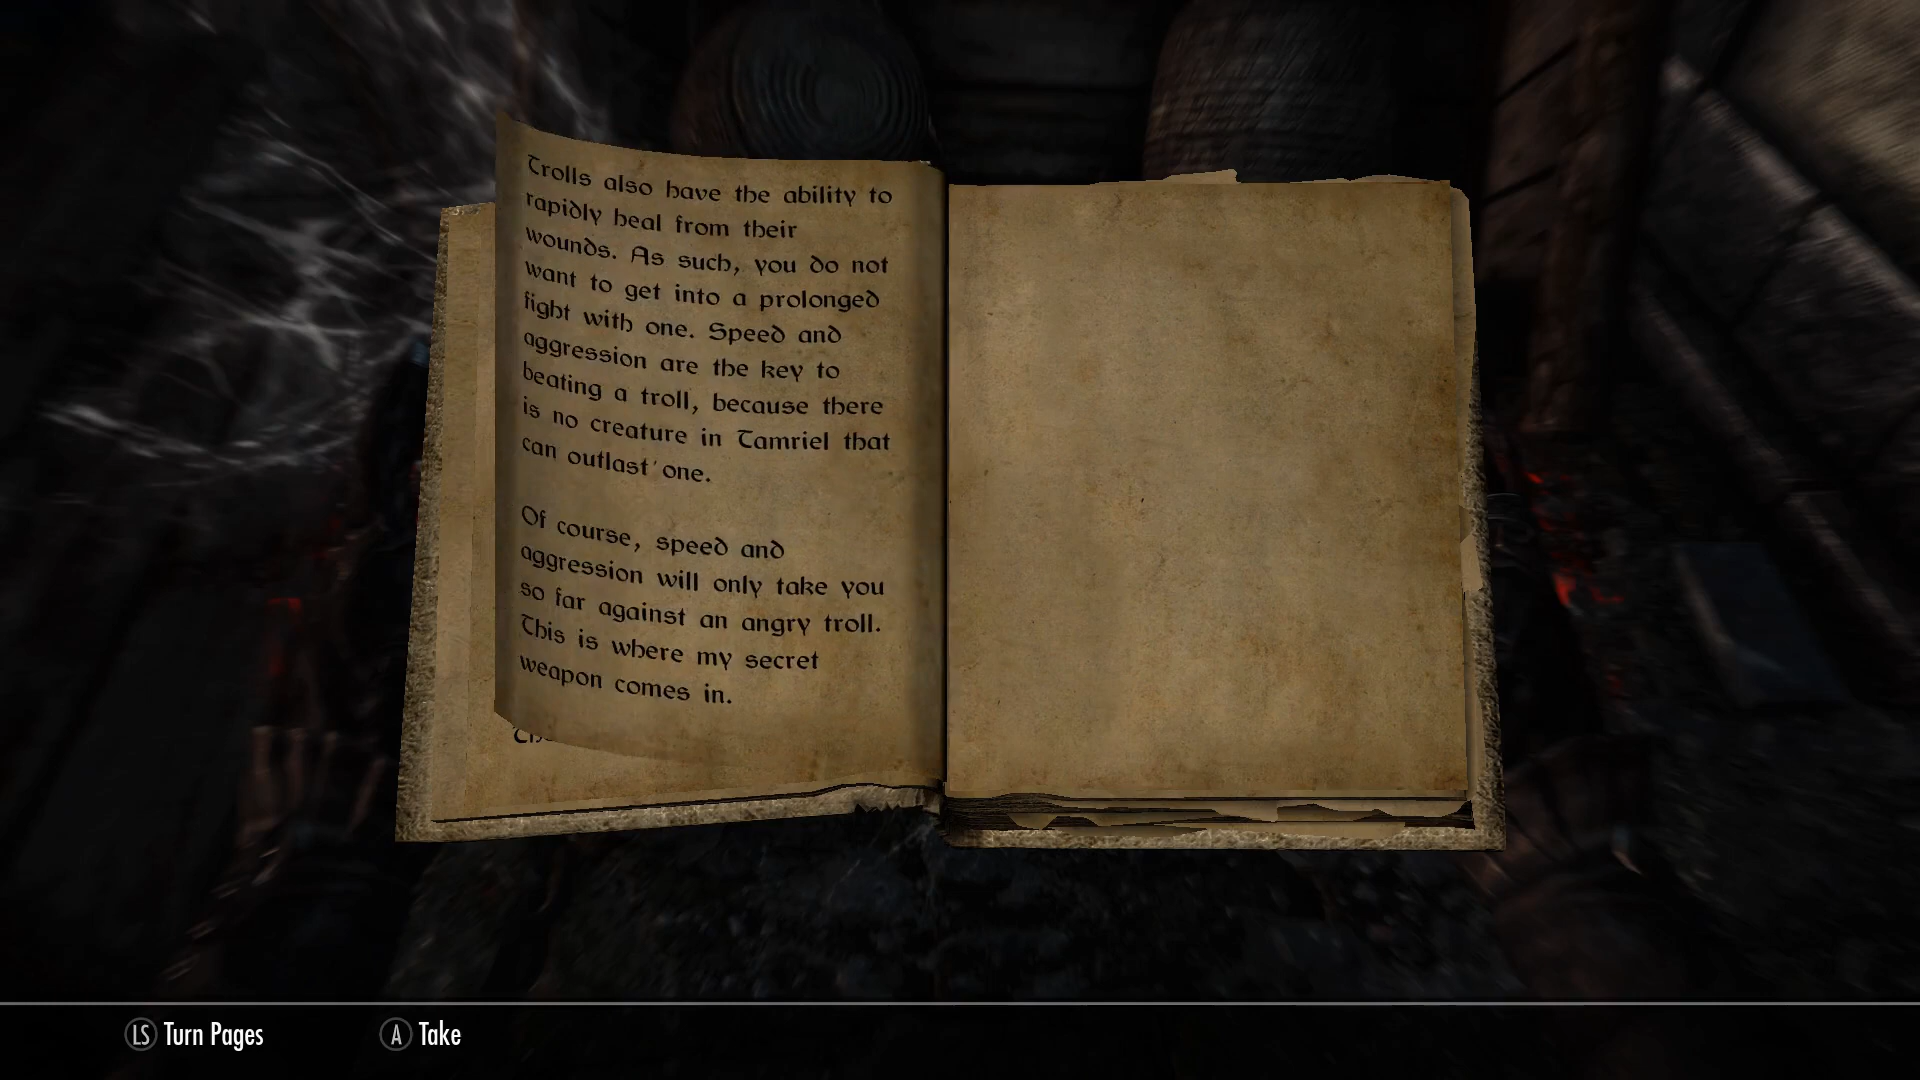 Trolls also have the ability to
rapidly heal from their
wounds. As such, you do not
want to get into a prolonged
fight with one. Speed and
aggression are the key to
beating a troll, because there
is no creature in Tamriel that
can outlast one.
Of course, speed and
aggression will only take you
so far against an angry troll.
This is where my secret
weapon comes in.
LS Turn Pages
A Take